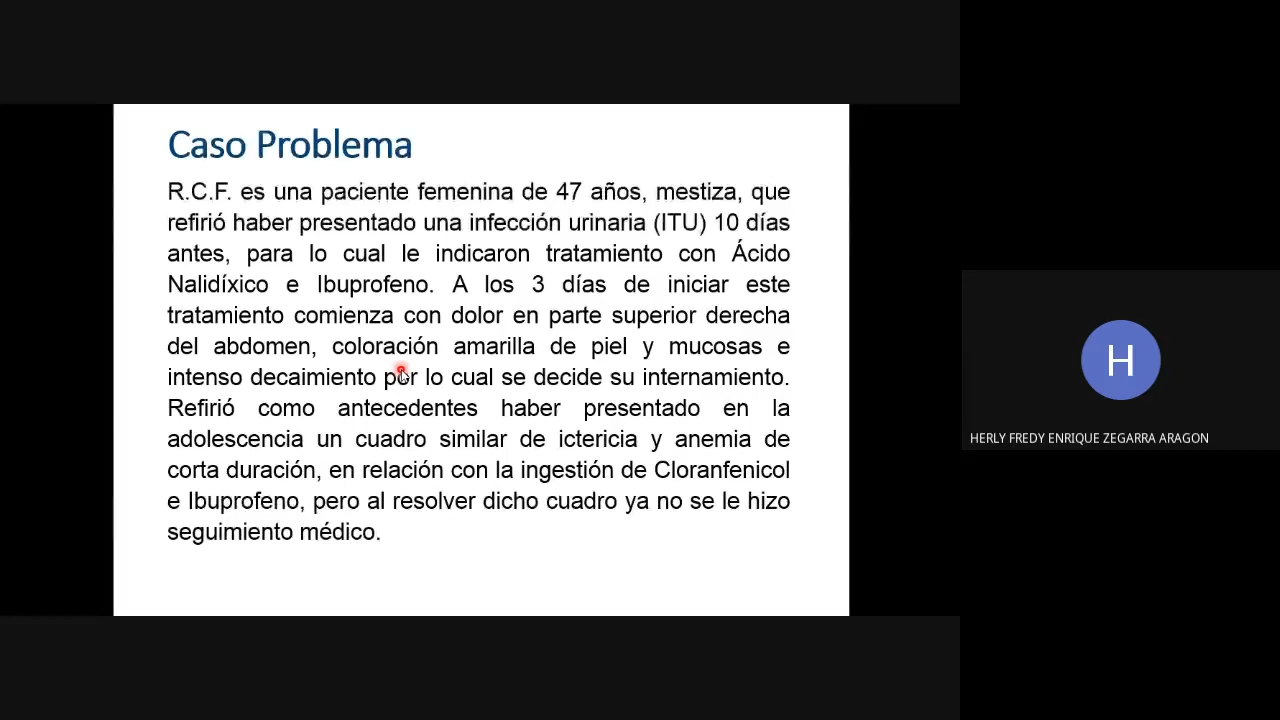 Caso Problema
R.C.F. es una paciente femenina de 47 años, mestiza, que
refirió haber presentado una infección urinaria (ITU) 10 días
antes, para lo cual le indicaron tratamiento con Ácido
Nalidíxico e Ibuprofeno. A los 3 días de iniciar este
tratamiento comienza con dolor en parte superior derecha
del abdomen, coloración amarilla de piel y mucosas e
intenso decaimiento por lo cual se decide su internamiento.
Refirió como antecedentes haber presentado en la
adolescencia un cuadro similar de ictericia y anemia de
corta duración, en relación con la ingestión de Cloranfenicol
e Ibuprofeno, pero al resolver dicho cuadro ya no se le hizo
seguimiento médico.
H
HERLY FREDY ENRIQUE ZEGARRA ARAGON